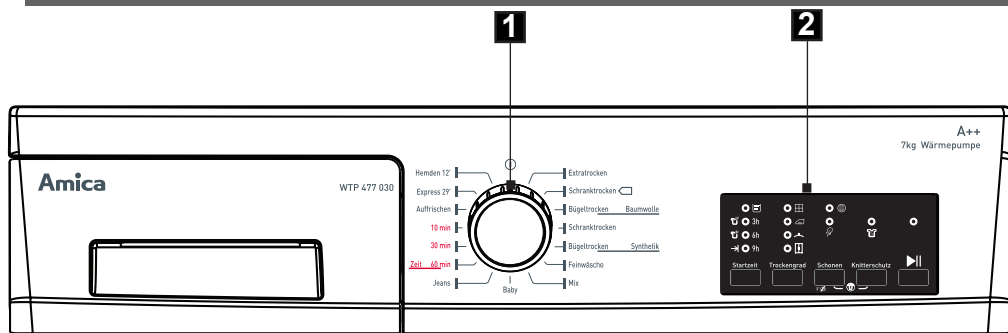 1
2
A++
7kg Wärmepumpe
Amica
WTP 477 030
Hemden 12'
Express 29'
Auffrischen
10 min
30 min
Zeit 60 min
Jeans
Baby
Extratrocken
Schranktrocken
Bügeltrocken Baumwolle
Schranktrocken
Bügeltrocken Synthetik
Feinwäsche
Mix
3h
6h
9h
Startzeit Trockengrad Schonen Knitterschutz